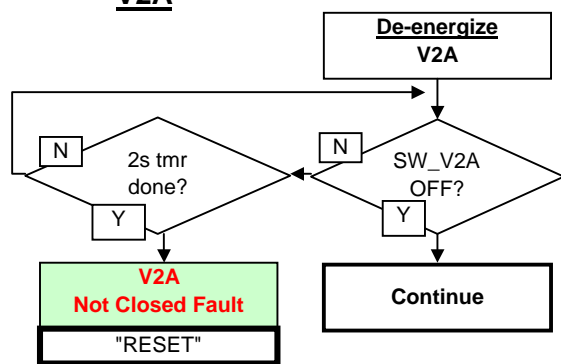 V2A
De-energize
V2A
N
2s tmr
done?
Y
N
SW_V2A
OFF?
Y
V2A
Not Closed Fault
"RESET"
Continue